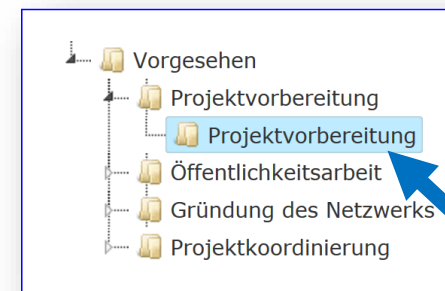 Vorgesehen
Projektvorbereitung
Projektvorbereitung
Öffentlichkeitsarbeit
Gründung des Netzwerks
Projektkoordinierung